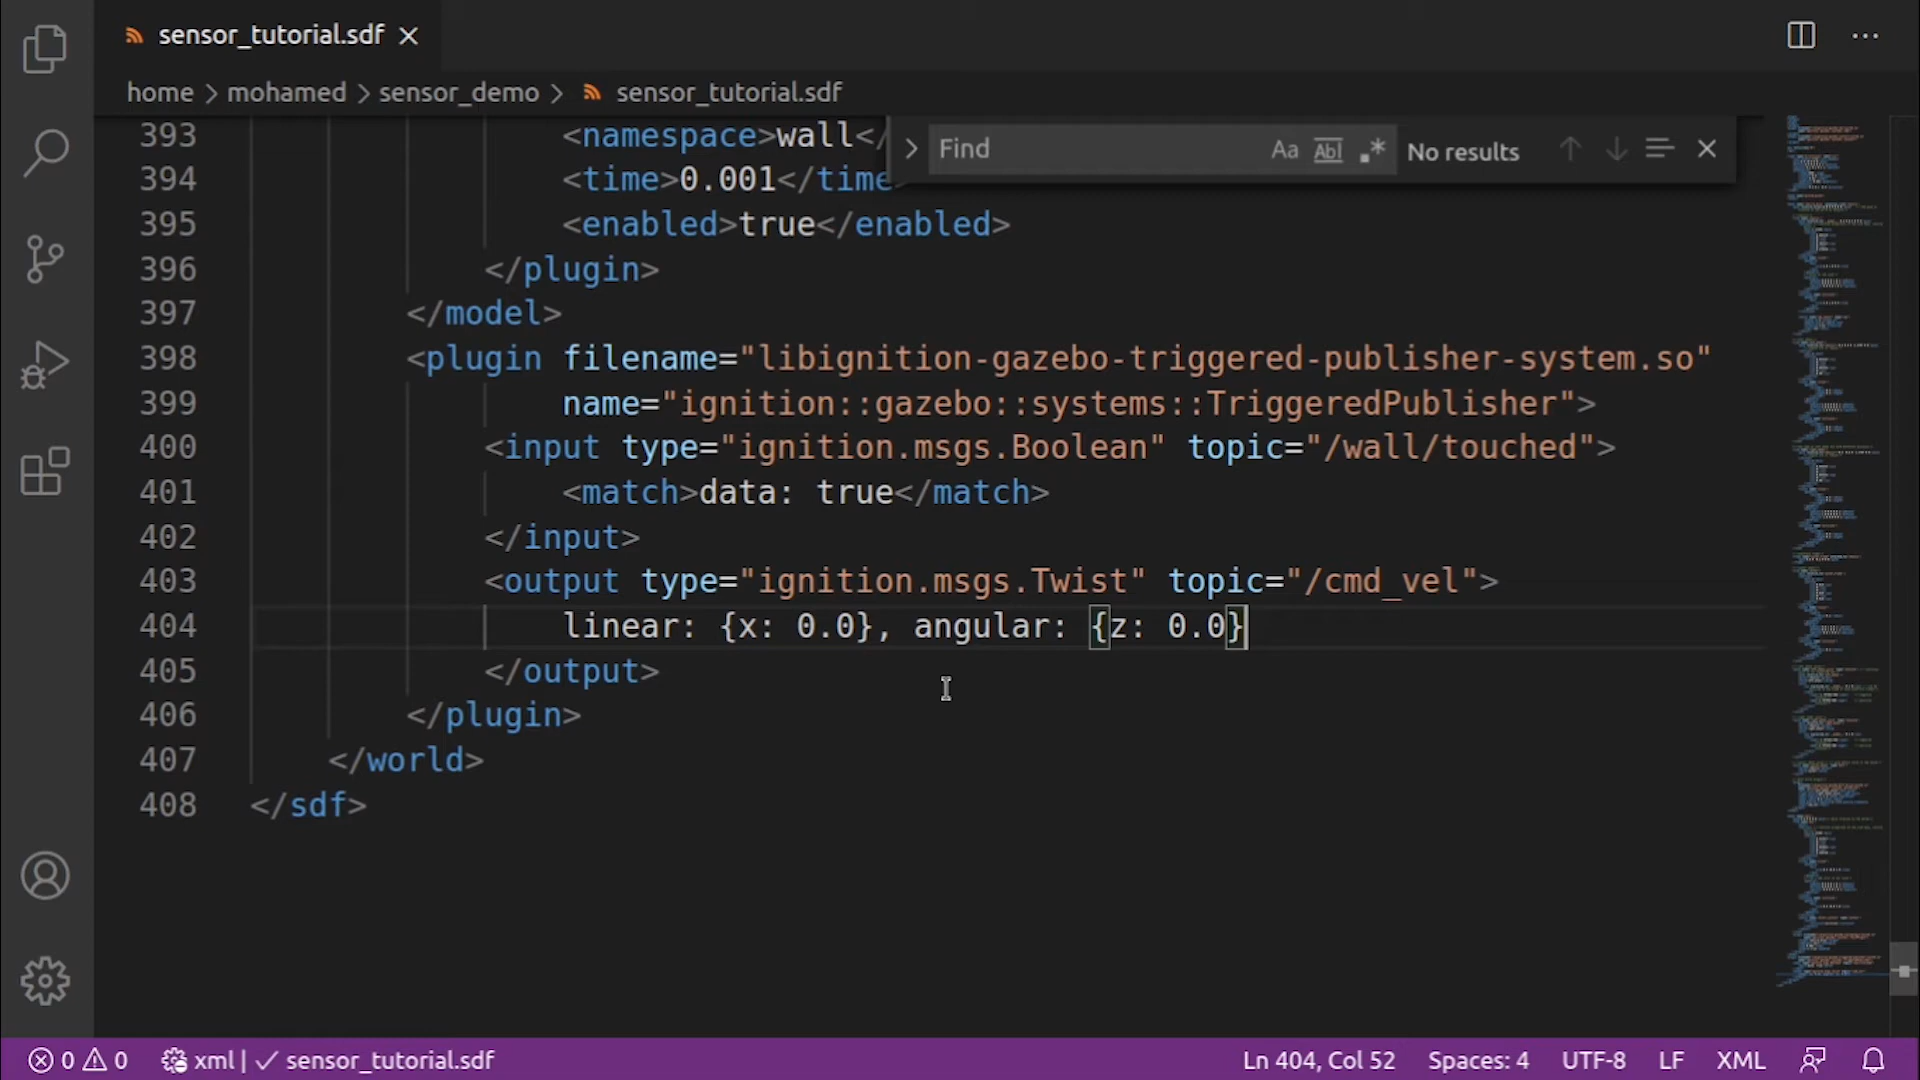 sensor_tutorial.sdf
home > mohamed > sensor_demo > sensor_tutorial.sdf
Find Aa Abl .* No results
393 <namespace>wall</
394 <time>0.001</time>
395 <enabled>true</enabled>
396 </plugin>
397 </model>
398 <plugin filename="libignition-gazebo-triggered-publisher-system.so"
399 name="ignition::gazebo::systems::TriggeredPublisher">
400 <input type="ignition.msgs.Boolean" topic="/wall/touched">
401 <match>data: true</match>
402 </input>
403 <output type="ignition.msgs.Twist" topic="/cmd_vel">
404 linear: {x: 0.0}, angular: {z: 0.0}
405 </output>
406 </plugin>
407 </world>
408 </sdf>
0 0 xml | ✓ sensor_tutorial.sdf Ln 404, Col 52 Spaces: 4 UTF-8 LF XML